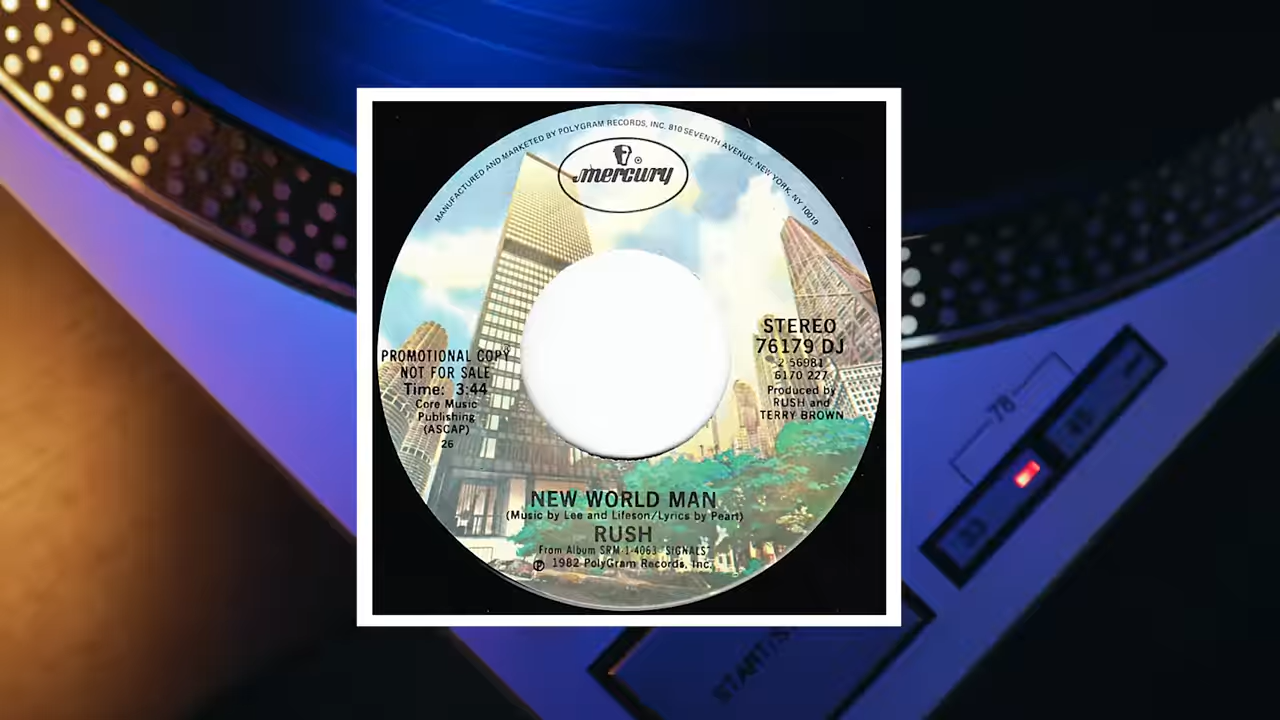 MANUFACTURED AND MARKETED BY POLYGRAM RECORDS, INC. 810 SEVENTH AVENUE, NEW YORK, NY 10019
mercury
®
PROMOTIONAL COPY
NOT FOR SALE
Time: 3:44
Core Music
Publishing
(ASCAP)
26
STEREO
76179 DJ
2 56981
6170 227
Produced by
RUSH and
TERRY BROWN
NEW WORLD MAN
(Music by Lee and Lifeson/Lyrics by Peart)
RUSH
From Album SRM-1-4063 "SIGNALS"
℗ 1982 PolyGram Records, Inc.
78
45
33
START/S